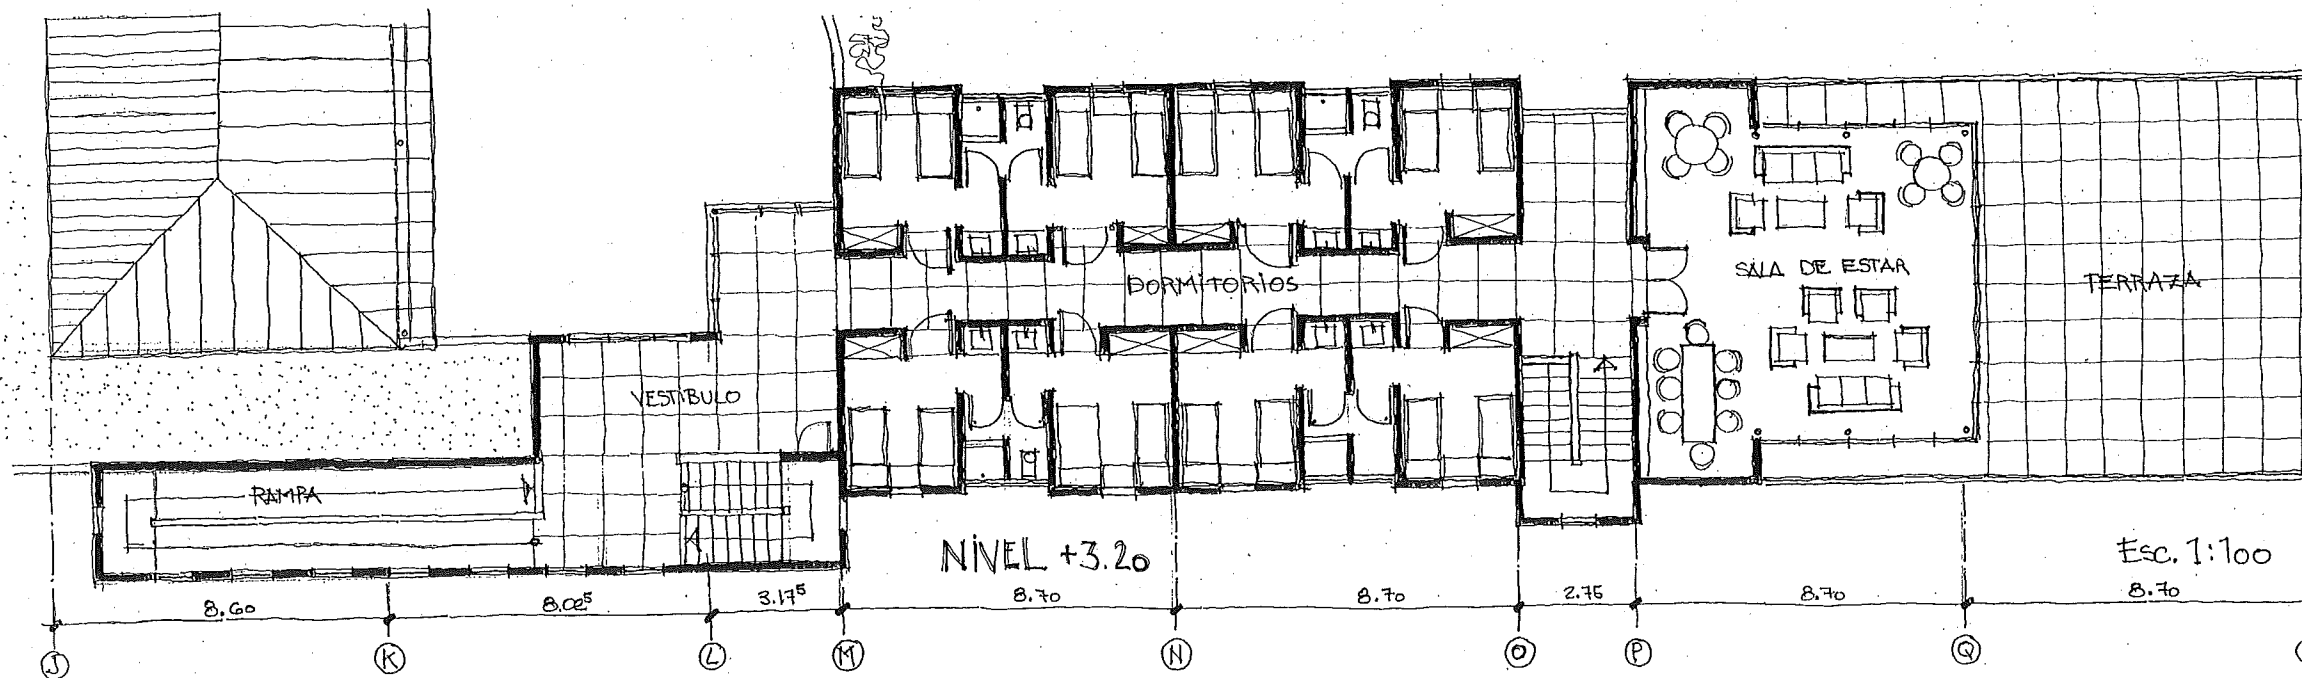 DORMITORIOS
SALA DE ESTAR
TERRAZA
VESTIBULO
RAMPA
NIVEL +3.20
Esc. 1:100
8.60
8.02⁵
3.17⁵
8.70
8.70
2.75
8.70
8.70
J
K
L
M
N
O
P
Q